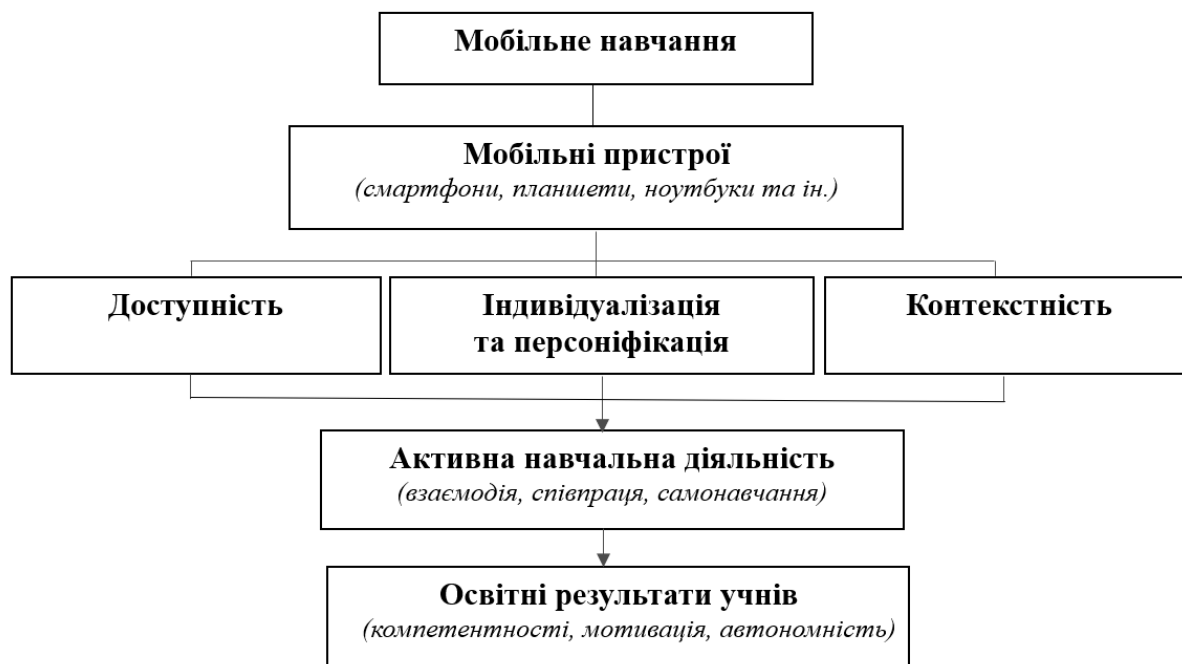 Мобільне навчання
Мобільні пристрої
(смартфони, планшети, ноутбуки та ін.)
Доступність
Індивідуалізація
та персоніфікація
Контекстність
Активна навчальна діяльність
(взаємодія, співпраця, самонавчання)
Освітні результати учнів
(компетентності, мотивація, автономність)